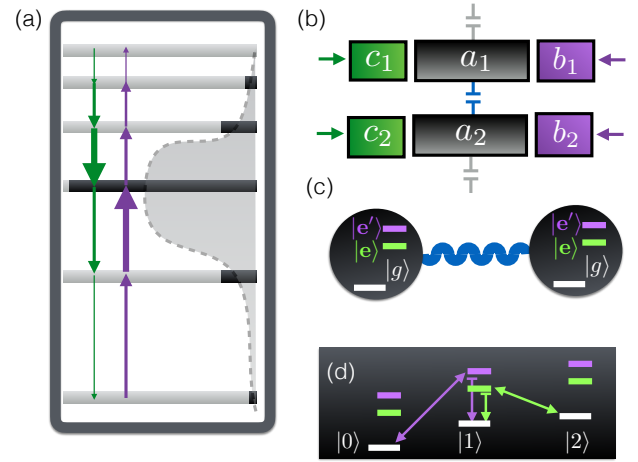 (a)
(b)
c₁ a₁ b₁
c₂ a₂ b₂
(c)
|e′⟩ |e′⟩
|e⟩ |g⟩ |e⟩ |g⟩
(d)
|0⟩ |1⟩ |2⟩